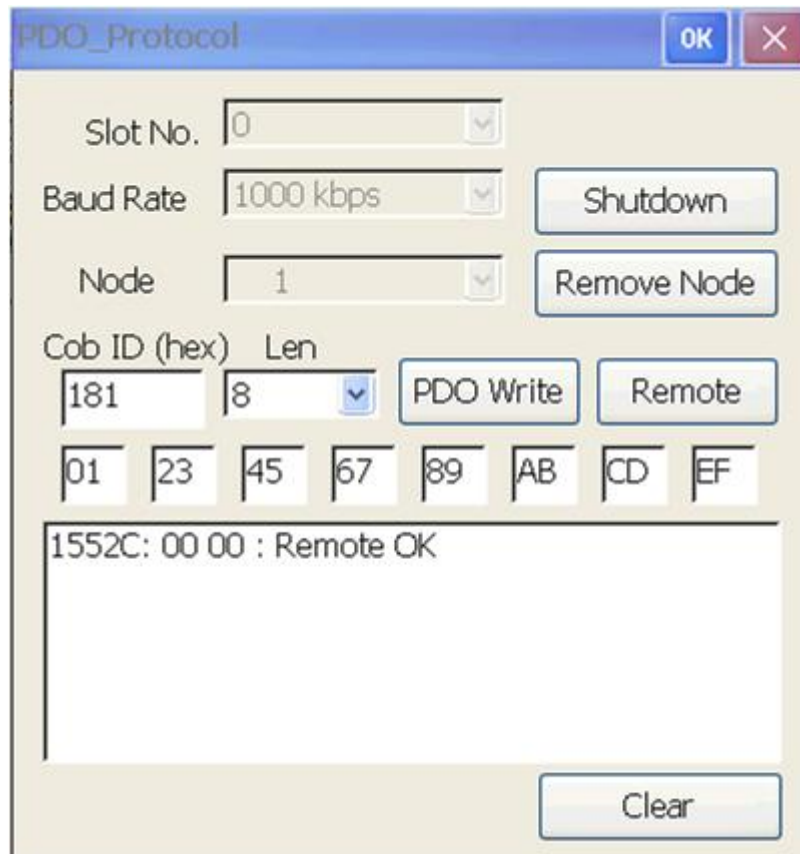 PDO_Protocol OK
Slot No. 0
Baud Rate 1000 kbps Shutdown
Node 1 Remove Node
Cob ID (hex) Len
181 8 PDO Write Remote
01 23 45 67 89 AB CD EF
1552C: 00 00 : Remote OK
Clear